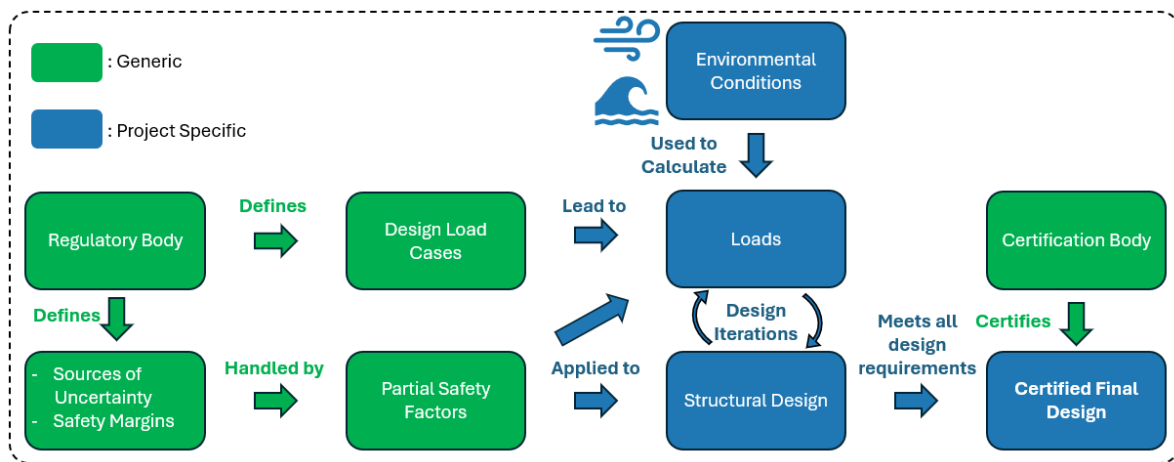 : Generic
: Project Specific
Environmental
Conditions
Used to
Calculate
Regulatory Body
Defines
Design Load
Cases
Lead to
Loads
Certification Body
Defines
Design
Iterations
Meets all
design
requirements
Certifies
- Sources of
Uncertainty
- Safety Margins
Handled by
Partial Safety
Factors
Applied to
Structural Design
Certified Final
Design